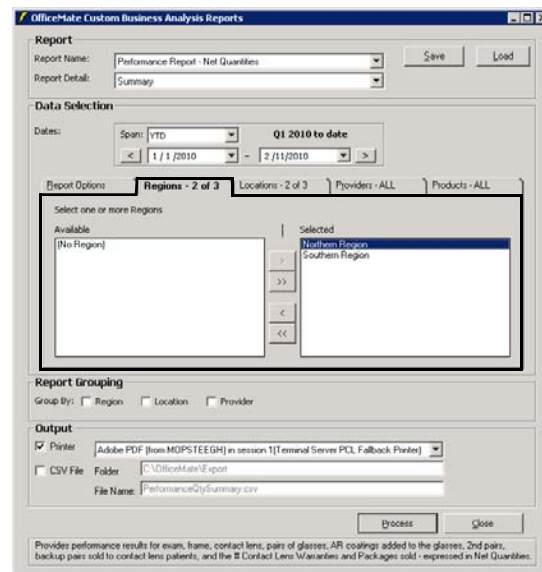 OfficeMate Custom Business Analysis Reports
Report
Report Name: Performance Report - Net Quantities Save Load
Report Detail: Summary
Data Selection
Dates: Span: YTD Q1 2010 to date
< 1 / 1 /2010 - 2 /11/2010 >
Report Options Regions - 2 of 3 Locations - 2 of 3 Providers - ALL Products - ALL
Select one or more Regions
Available Selected
(No Region) Northern Region
Southern Region
>
>>
<
<<
Report Grouping
Group By: Region Location Provider
Output
Printer Adobe PDF (from MOPSTEEGH) in session 1(Terminal Server PCL Fallback Printer)
CSV File Folder C:\OfficeMate\Export
File Name: PerformanceQtySummary.csv
Process Close
Provides performance results for exam, frame, contact lens, pairs of glasses, AR coatings added to the glasses, 2nd pairs,
backup pairs sold to contact lens patients, and the # Contact Lens Warranties and Packages sold - expressed in Net Quantities.